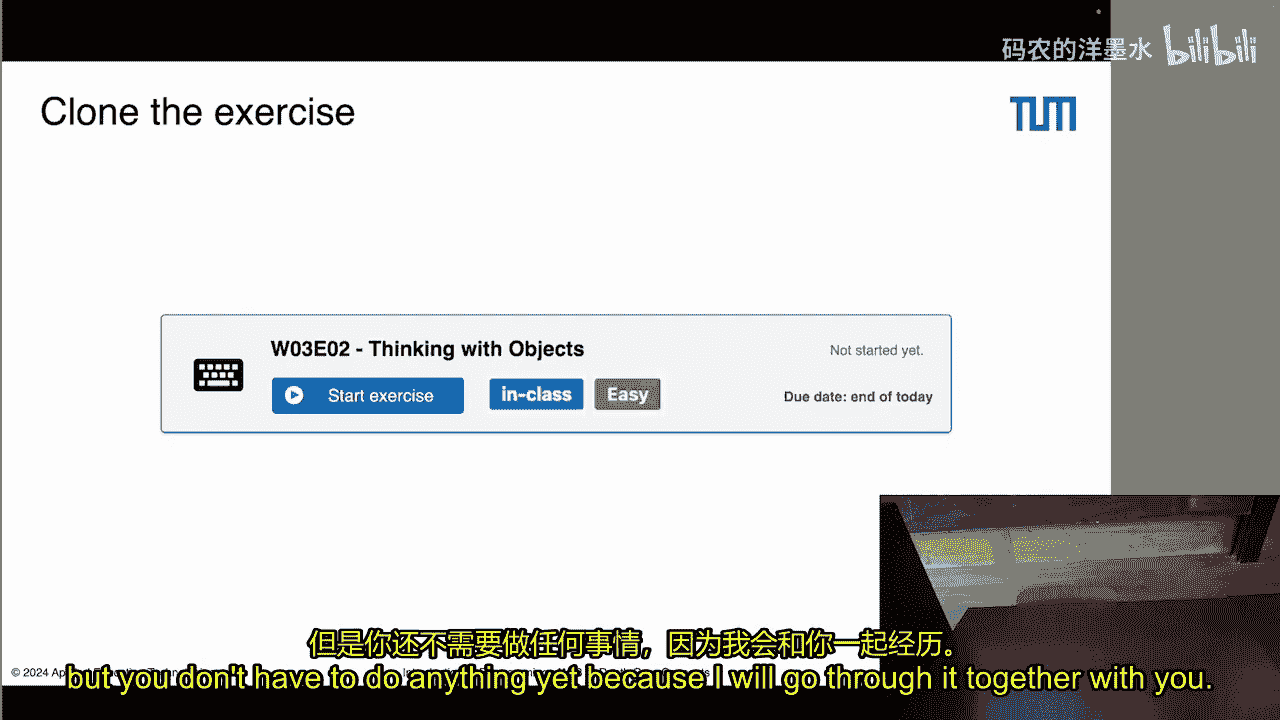 码农的洋墨水 bilibili
Clone the exercise
TUM
W03E02 - Thinking with Objects
Not started yet.
Start exercise
in-class
Easy
Due date: end of today
但是你还不需要做任何事情，因为我会和你一起经历。
© 2024
but you don't have to do anything yet because I will go through it together with you.